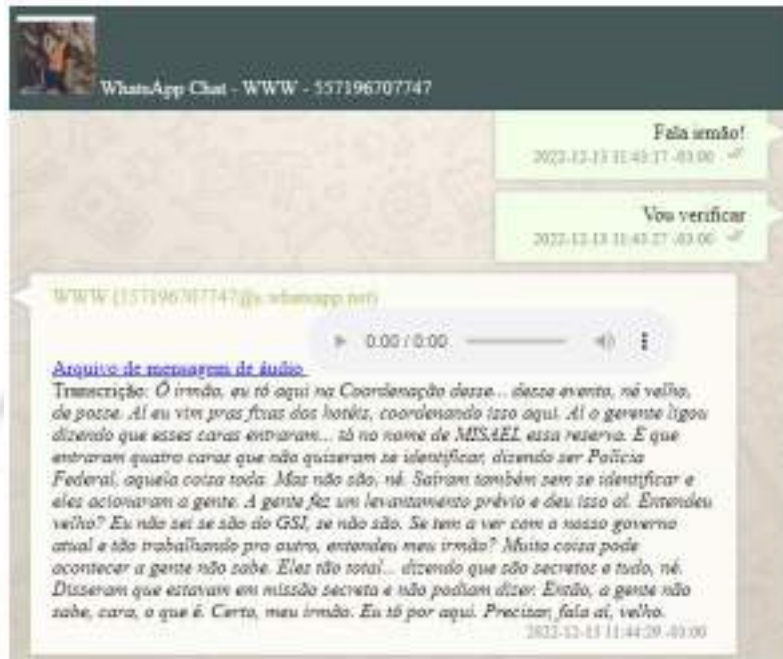 WhatsApp Chat - WWW - 557196707747
Fala irmão!
2022-12-13 11:43:17 -03:00
Vou verificar
2022-12-13 11:43:27 -03:00
WWW (557196707747@s.whatsapp.net)
0:00 / 0:00
Arquivo de mensagem de áudio
Transcrição: Ô irmão, eu tô aqui na Coordenação desse... desse evento, né velho,
de posse. Aí eu vim pras fixas dos hotéis, coordenando isso aqui. Aí o gerente ligou
dizendo que esses caras entraram... tá no nome de MISAEL essa reserva. E que
entraram quatro caras que não quiseram se identificar, dizendo ser Polícia
Federal, aquela coisa toda. Mas não são, né. Saíram também sem se identificar e
eles acionaram a gente. A gente fez um levantamento prévio e deu isso aí. Entendeu
velho? Eu não sei se são do GSI, se não são. Se tem a ver com o nosso governo
atual e tão trabalhando pro outro, entendeu meu irmão? Muita coisa pode
acontecer a gente não sabe. Eles tão total... dizendo que são secretos e tudo, né.
Disseram que estavam em missão secreta e não podiam dizer. Então, a gente não
sabe, cara, o que é. Certo, meu irmão. Eu tô por aqui. Precisar, fala aí, velho.
2022-12-13 11:44:29 -03:00